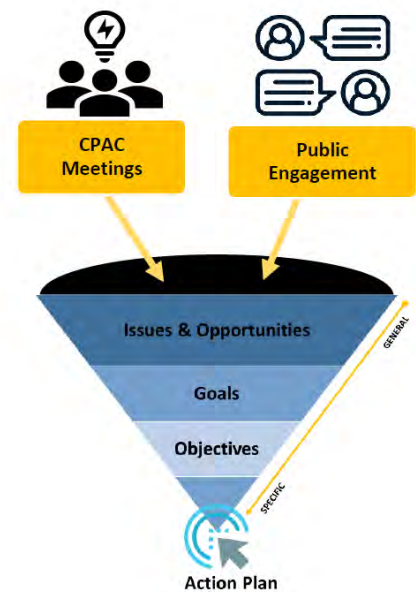 CPAC
Meetings
Public
Engagement
Issues & Opportunities
GENERAL
Goals
Objectives
SPECIFIC
Action Plan